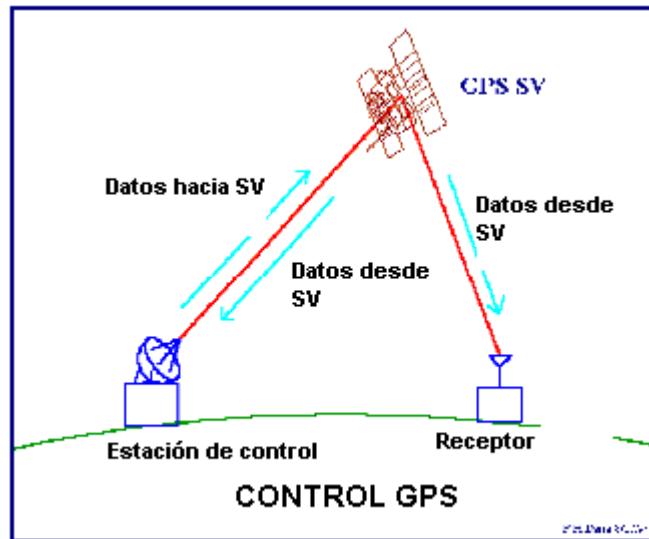 GPS SV
Datos hacia SV
Datos desde
SV
Datos desde
SV
Estación de control
Receptor
CONTROL GPS